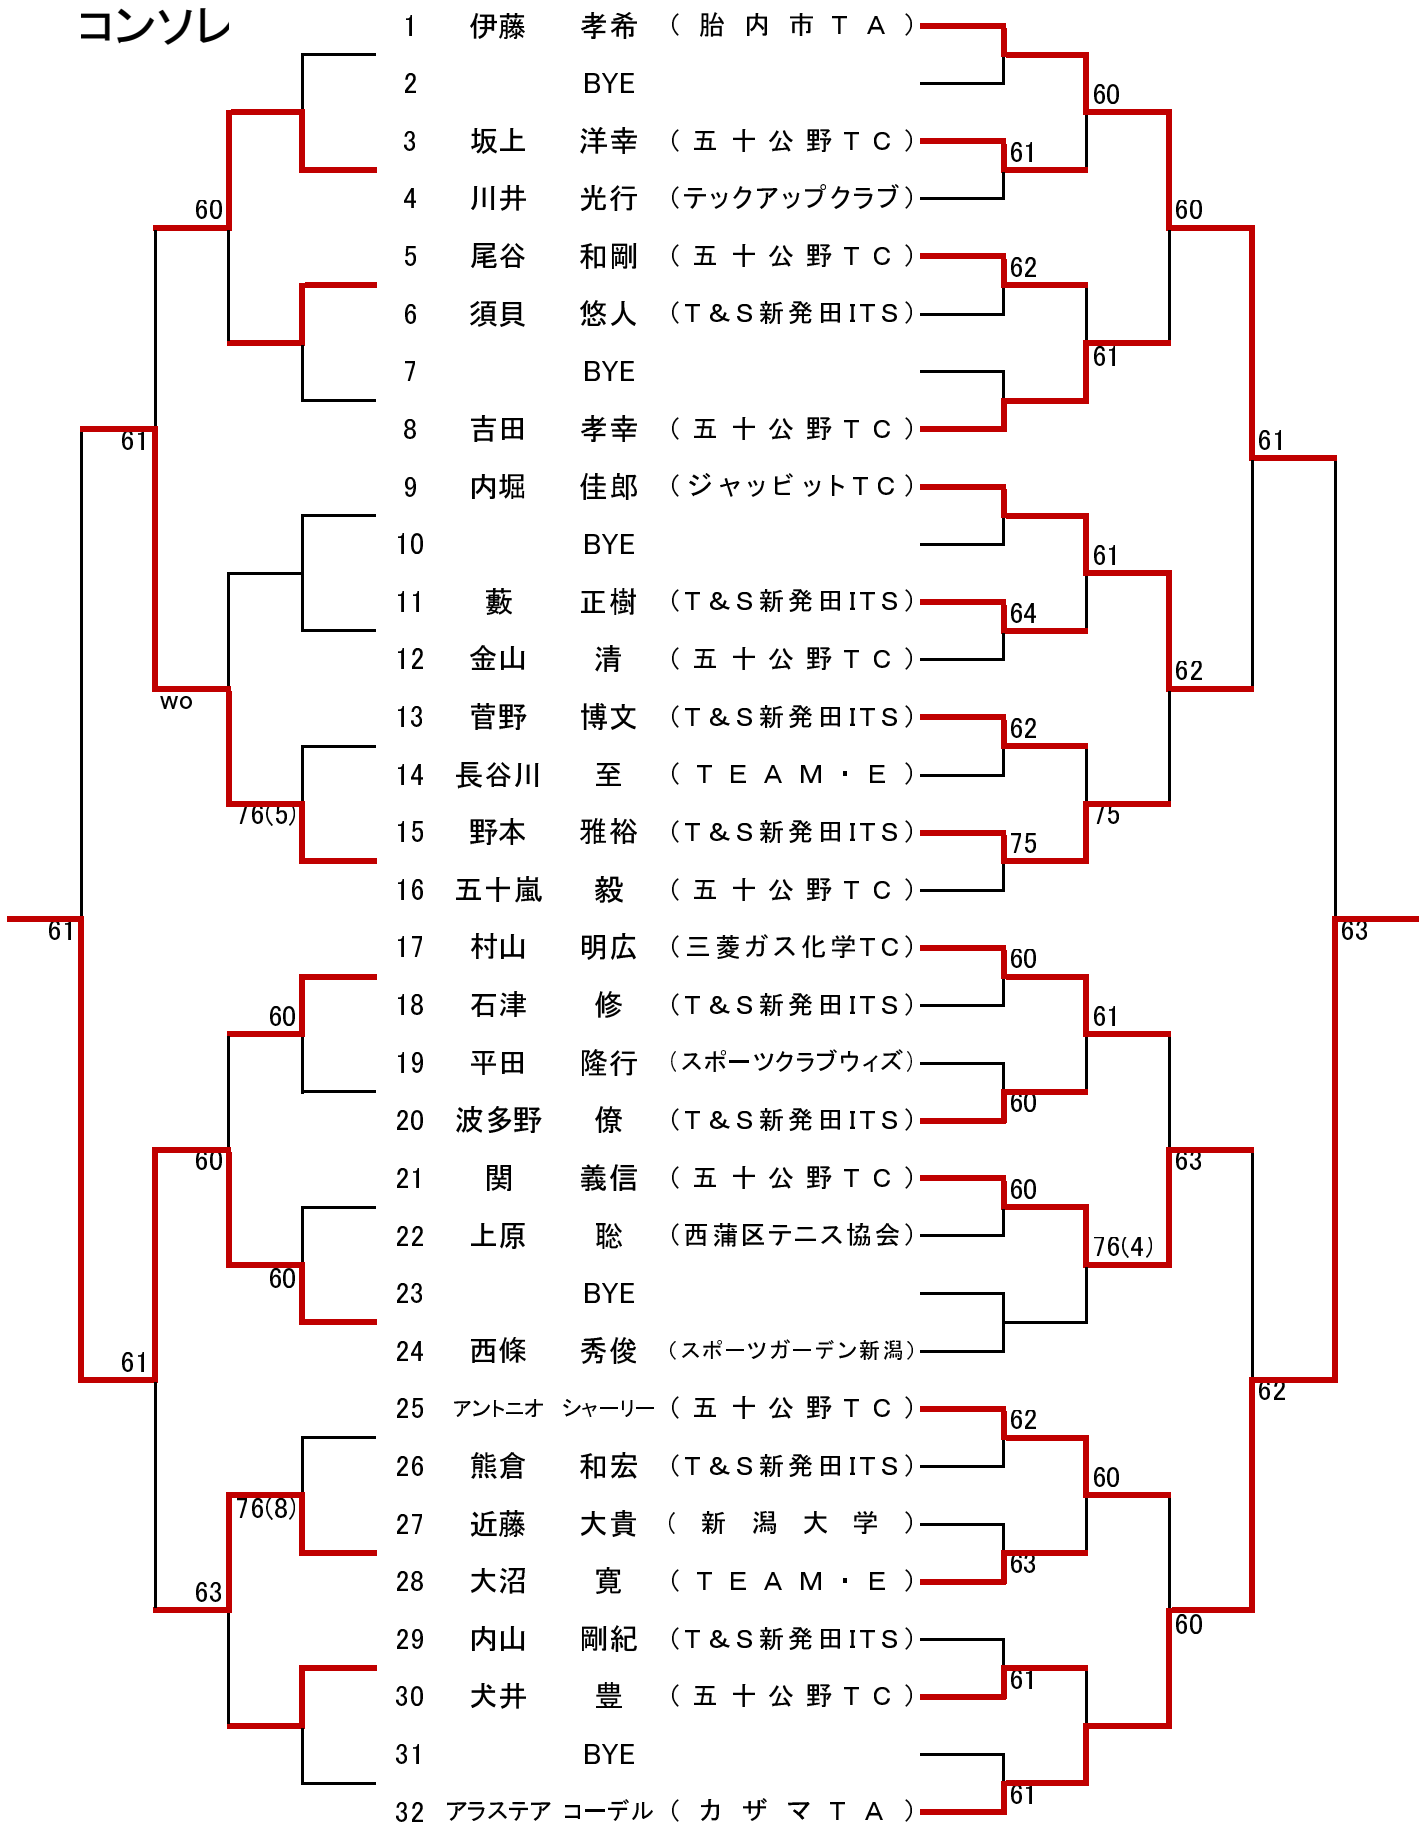 コンソレ
1 伊藤 孝希 (胎内市TA)
2 BYE
60
3 坂上 洋幸 (五十公野TC)
61
4 川井 光行 (テックアップクラブ)
60
60
5 尾谷 和剛 (五十公野TC)
62
6 須貝 悠人 (T&S新発田ITS)
61
7 BYE
8 吉田 孝幸 (五十公野TC)
61
61
9 内堀 佳郎 (ジャッビットTC)
10 BYE
61
11 藪 正樹 (T&S新発田ITS)
64
12 金山 清 (五十公野TC)
62
wo
13 菅野 博文 (T&S新発田ITS)
62
14 長谷川 至 (TEAM・E)
76(5)
75
15 野本 雅裕 (T&S新発田ITS)
75
16 五十嵐 毅 (五十公野TC)
61
63
17 村山 明広 (三菱ガス化学TC)
60
18 石津 修 (T&S新発田ITS)
60
61
19 平田 隆行 (スポーツクラブウィズ)
60
20 波多野 僚 (T&S新発田ITS)
60
63
21 関 義信 (五十公野TC)
60
22 上原 聡 (西蒲区テニス協会)
76(4)
60
23 BYE
24 西條 秀俊 (スポーツガーデン新潟)
61
62
25 アントニオ シャーリー (五十公野TC)
62
26 熊倉 和宏 (T&S新発田ITS)
60
76(8)
27 近藤 大貴 (新潟大学)
63
28 大沼 寛 (TEAM・E)
63
60
29 内山 剛紀 (T&S新発田ITS)
61
30 犬井 豊 (五十公野TC)
31 BYE
61
32 アラステア コーデル (カザマTA)